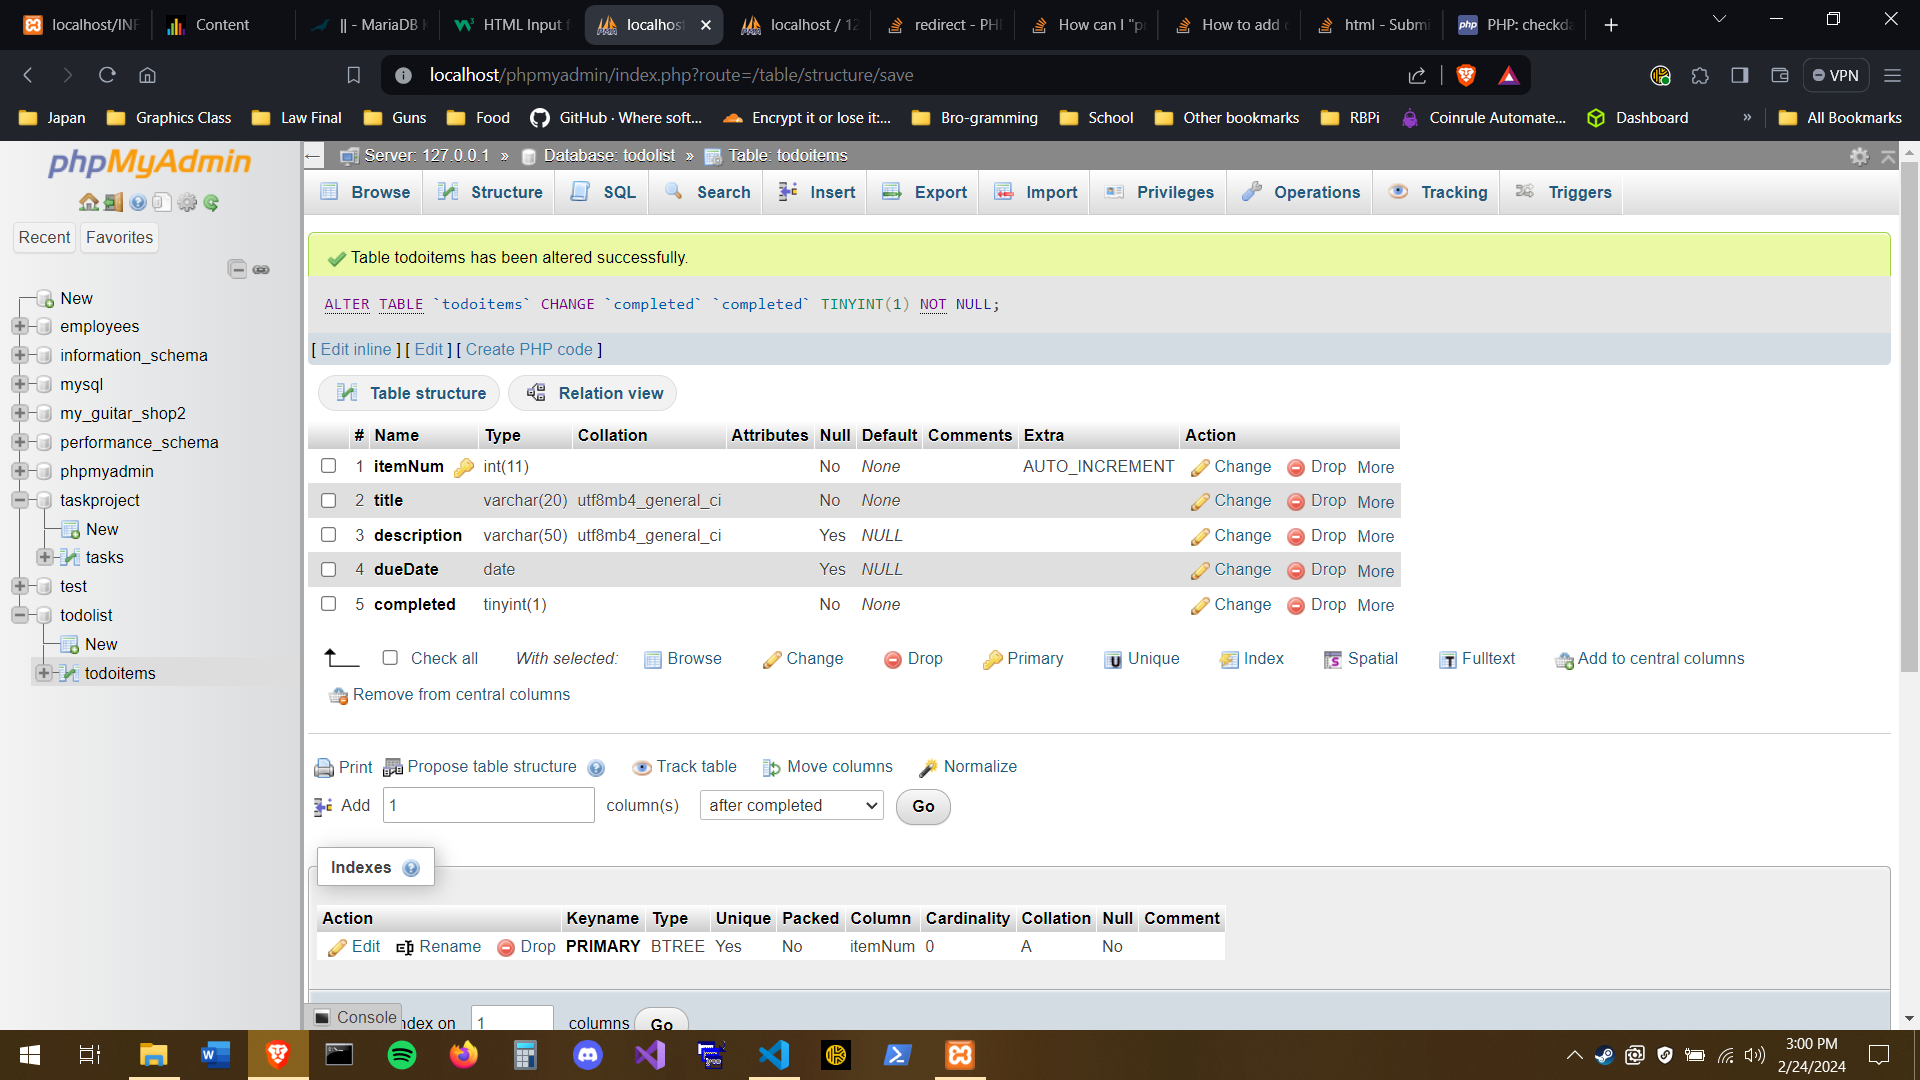 localhost/INF
Content
|| - MariaDB K
HTML Input f
localhost
localhost / 12
redirect - PH
How can I "pr
How to add
html - Submi
PHP: checkda
localhost/phpmyadmin/index.php?route=/table/structure/save
VPN
Japan
Graphics Class
Law Final
Guns
Food
GitHub · Where soft...
Encrypt it or lose it:...
Bro-gramming
School
Other bookmarks
RBPi
Coinrule Automate...
Dashboard
»
All Bookmarks
phpMyAdmin
Recent
Favorites
New
employees
information_schema
mysql
my_guitar_shop2
performance_schema
phpmyadmin
taskproject
New
tasks
test
todolist
New
todoitems
Server: 127.0.0.1 » Database: todolist » Table: todoitems
Browse
Structure
SQL
Search
Insert
Export
Import
Privileges
Operations
Tracking
Triggers
Table todoitems has been altered successfully.
ALTER TABLE `todoitems` CHANGE `completed` `completed` TINYINT(1) NOT NULL;
[ Edit inline ] [ Edit ] [ Create PHP code ]
Table structure
Relation view
# Name Type Collation Attributes Null Default Comments Extra Action
1 itemNum int(11) No None AUTO_INCREMENT Change Drop More
2 title varchar(20) utf8mb4_general_ci No None Change Drop More
3 description varchar(50) utf8mb4_general_ci Yes NULL Change Drop More
4 dueDate date Yes NULL Change Drop More
5 completed tinyint(1) No None Change Drop More
Check all With selected: Browse Change Drop Primary Unique Index Spatial Fulltext Add to central columns
Remove from central columns
Print Propose table structure Track table Move columns Normalize
Add 1 column(s) after completed Go
Indexes
Action Keyname Type Unique Packed Column Cardinality Collation Null Comment
Edit Rename Drop PRIMARY BTREE Yes No itemNum 0 A No
Console
ndex on 1 columns Go
3:00 PM
2/24/2024